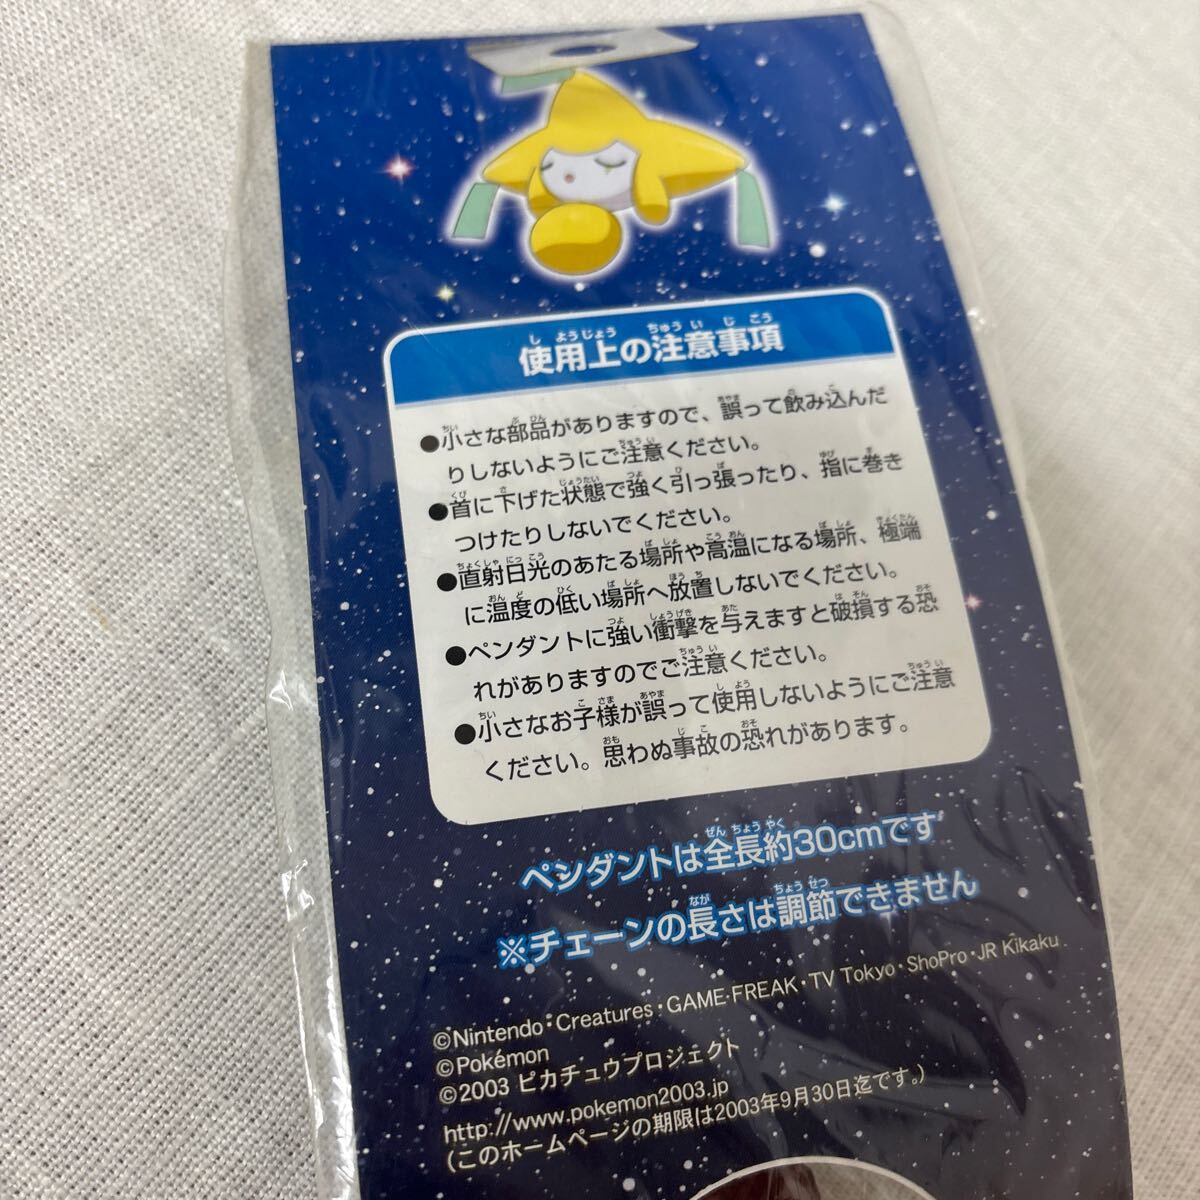 使用上の注意事項
●小さな部品がありますので、誤って飲み込んだ
りしないようにご注意ください。
●首に下げた状態で強く引っ張ったり、指に巻き
つけたりしないでください。
●直射日光のあたる場所や高温になる場所、極端
に温度の低い場所へ放置しないでください。
●ペンダントに強い衝撃を与えますと破損する恐
れがありますのでご注意ください。
●小さなお子様が誤って使用しないようにご注意
ください。思わぬ事故の恐れがあります。
ペンダントは全長約30cmです
※チェーンの長さは調節できません
©Nintendo・Creatures・GAME FREAK・TV Tokyo・ShoPro・JR Kikaku
©Pokémon
©2003 ピカチュウプロジェクト
http://www.pokemon2003.jp
(このホームページの期限は2003年9月30日迄です。)